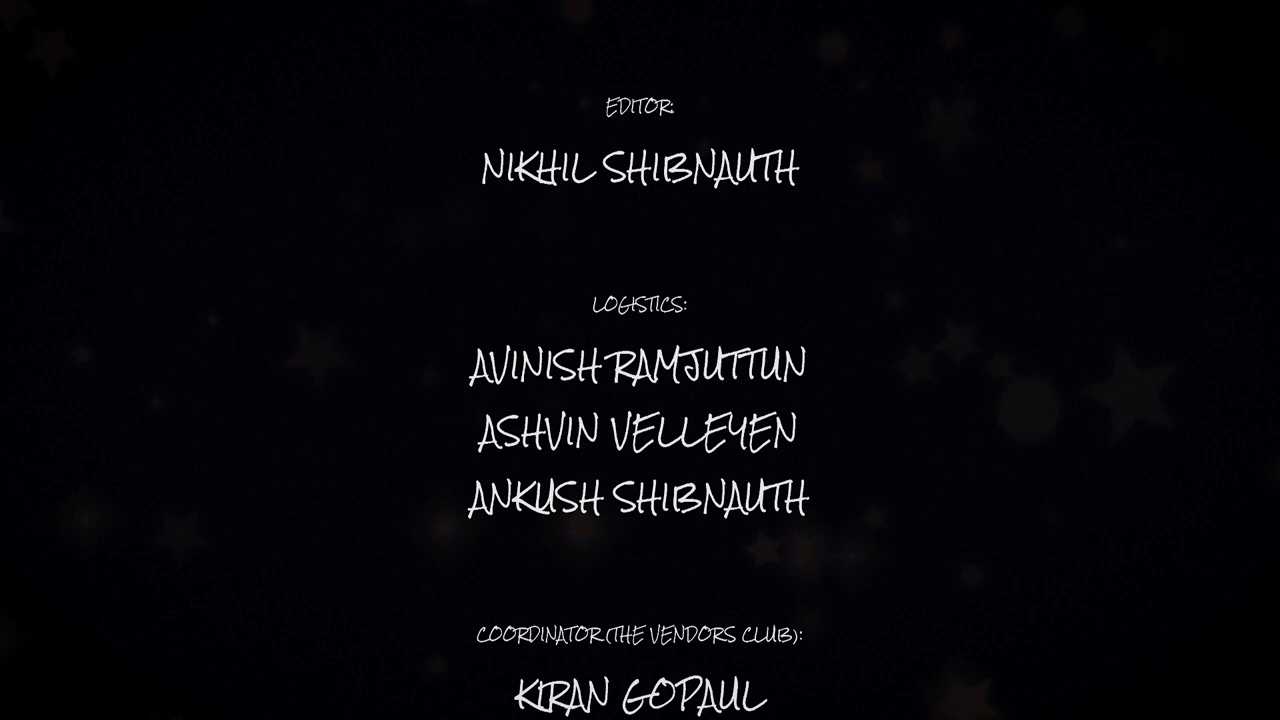 EDITOR:
NIKHIL SHIBNAUTH
LOGISTICS:
AVINISH RAMJUTTUN
ASHVIN VELLEYEN
ANKUSH SHIBNAUTH
COORDINATOR(THE VENDORS CLUB):
KIRAN GOPAUL